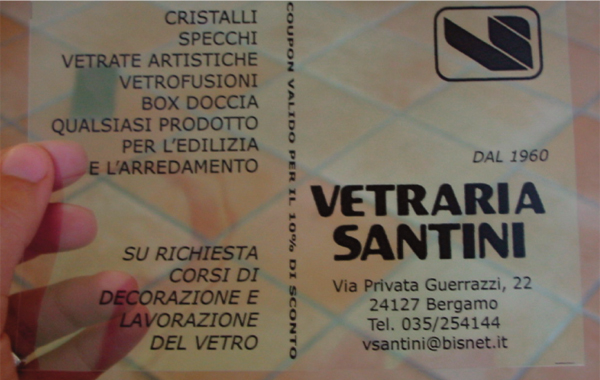 CRISTALLI
SPECCHI
VETRATE ARTISTICHE
VETROFUSIONI
BOX DOCCIA
QUALSIASI PRODOTTO
PER L'EDILIZIA
E L'ARREDAMENTO
SU RICHIESTA
CORSI DI
DECORAZIONE E
LAVORAZIONE
DEL VETRO
COUPON VALIDO PER IL 10% DI SCONTO
DAL 1960
VETRARIA
SANTINI
Via Privata Guerrazzi, 22
24127 Bergamo
Tel. 035/254144
vsantini@bisnet.it